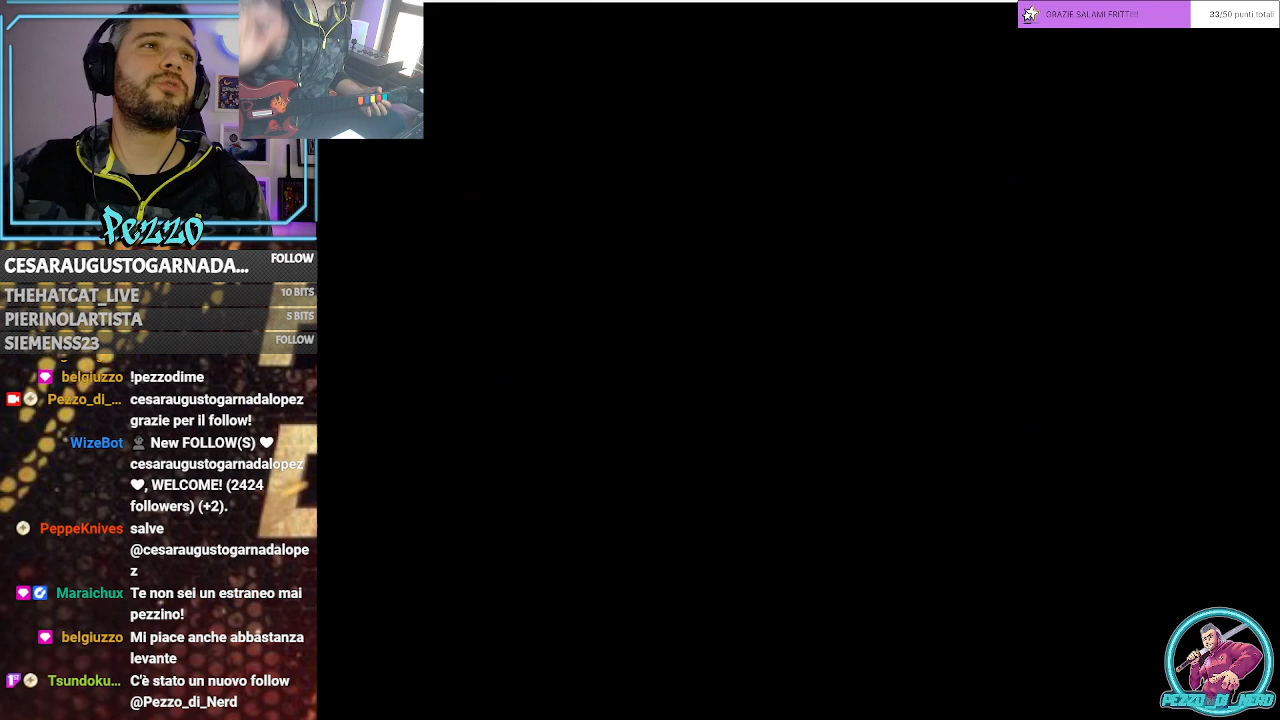 GRAZIE SALAMI FRITT!!!!
33/50 punti totali
Pezzo
CESARAUGUSTOGARNADA... FOLLOW
THEHATCAT_LIVE 10 BITS
PIERINOLARTISTA 5 BITS
SIEMENSS23 FOLLOW
belgiuzzo !pezzodime
Pezzo_di_... cesaraugustogarnadalopez
grazie per il follow!
WizeBot New FOLLOW(S)
cesaraugustogarnadalopez
, WELCOME! (2424
followers) (+2).
PeppeKnives salve
@cesaraugustogarnadalope
z
Maraichux Te non sei un estraneo mai
pezzino!
belgiuzzo Mi piace anche abbastanza
levante
Tsundoku... C'è stato un nuovo follow
@Pezzo_di_Nerd
PEZZO_DI_NERD